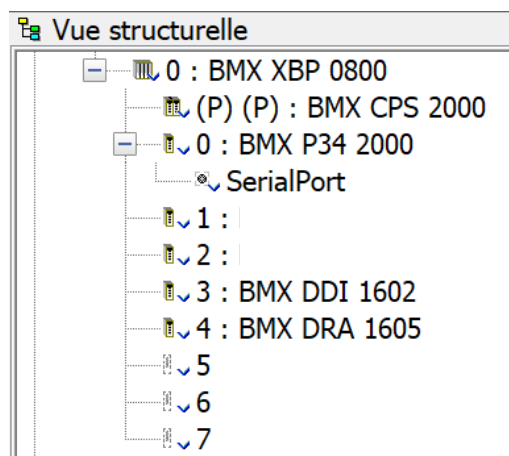 Vue structurelle
0 : BMX XBP 0800
(P) (P) : BMX CPS 2000
0 : BMX P34 2000
SerialPort
1 :
2 :
3 : BMX DDI 1602
4 : BMX DRA 1605
5
6
7